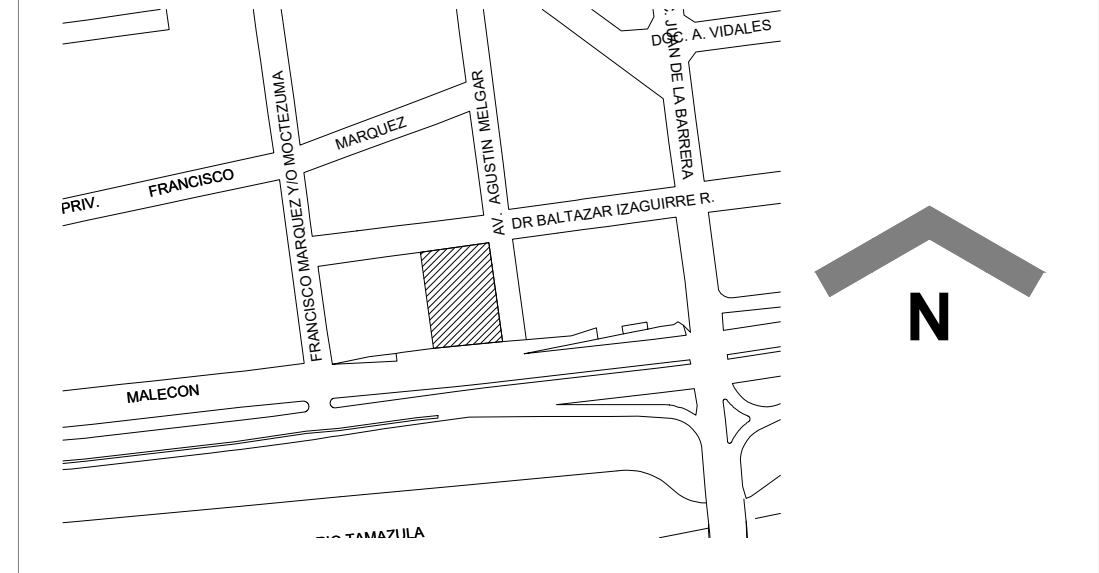 DOC. A. VIDALES
JUAN DE LA BARRERA
FRANCISCO MARQUEZ Y/O MOCTEZUMA
AV. AGUSTIN MELGAR
MARQUEZ
PRIV. FRANCISCO
DR BALTAZAR IZAGUIRRE R.
N
MALECON
TAMAZULA